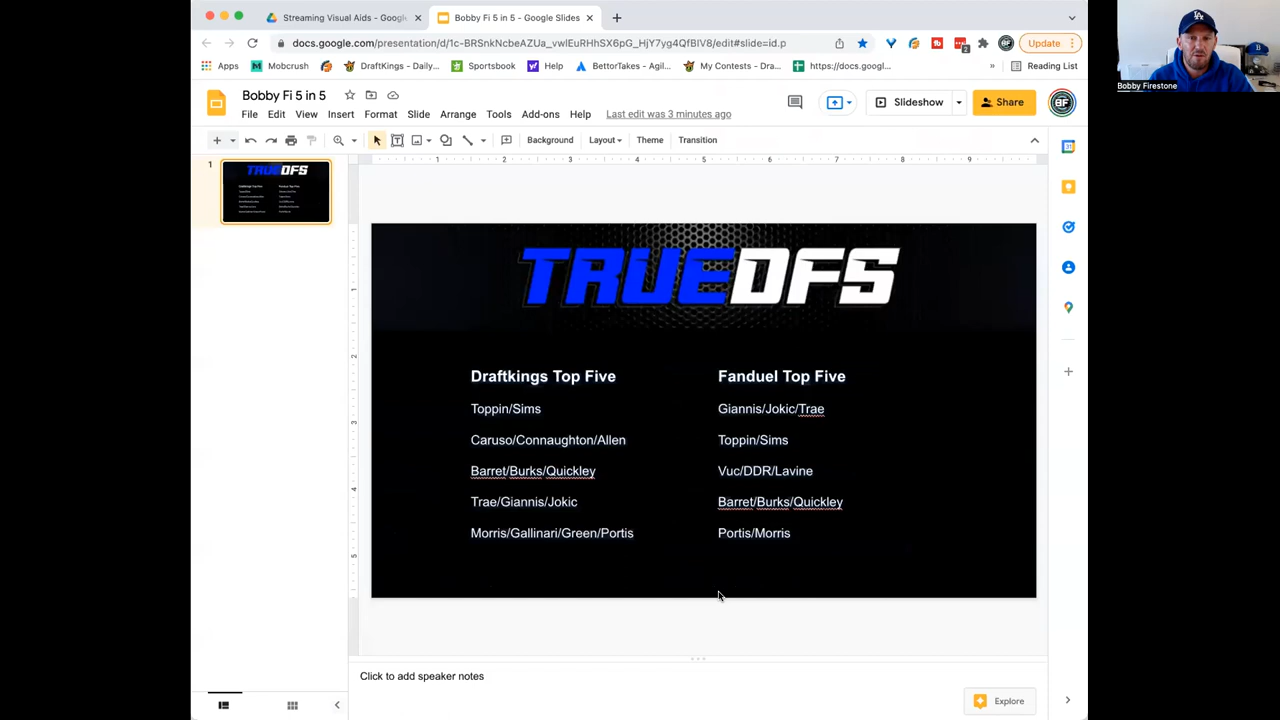 Streaming Visual Aids - Google
Bobby Fi 5 in 5 - Google Slides
docs.google.com/presentation/d/1c-BRSnkNcbeAZUa_vwlEuRHhSX6pG_HjY7yg4QfBlV8/edit#slide=id.p
Update
Apps
Mobcrush
DraftKings - Daily...
Sportsbook
Help
BettorTakes - Agil...
My Contests - Dra...
https://docs.googl...
»
Reading List
Bobby Firestone
Bobby Fi 5 in 5
File Edit View Insert Format Slide Arrange Tools Add-ons Help
Last edit was 3 minutes ago
Slideshow
Share
Background
Layout
Theme
Transition
1
TRUEDFS
Draftkings Top Five
Toppin/Sims
Caruso/Connaughton/Allen
Barret/Burks/Quickley
Trae/Giannis/Jokic
Morris/Gallinari/Green/Portis
Fanduel Top Five
Giannis/Jokic/Trae
Toppin/Sims
Vuc/DDR/Lavine
Barret/Burks/Quickley
Portis/Morris
Click to add speaker notes
Explore